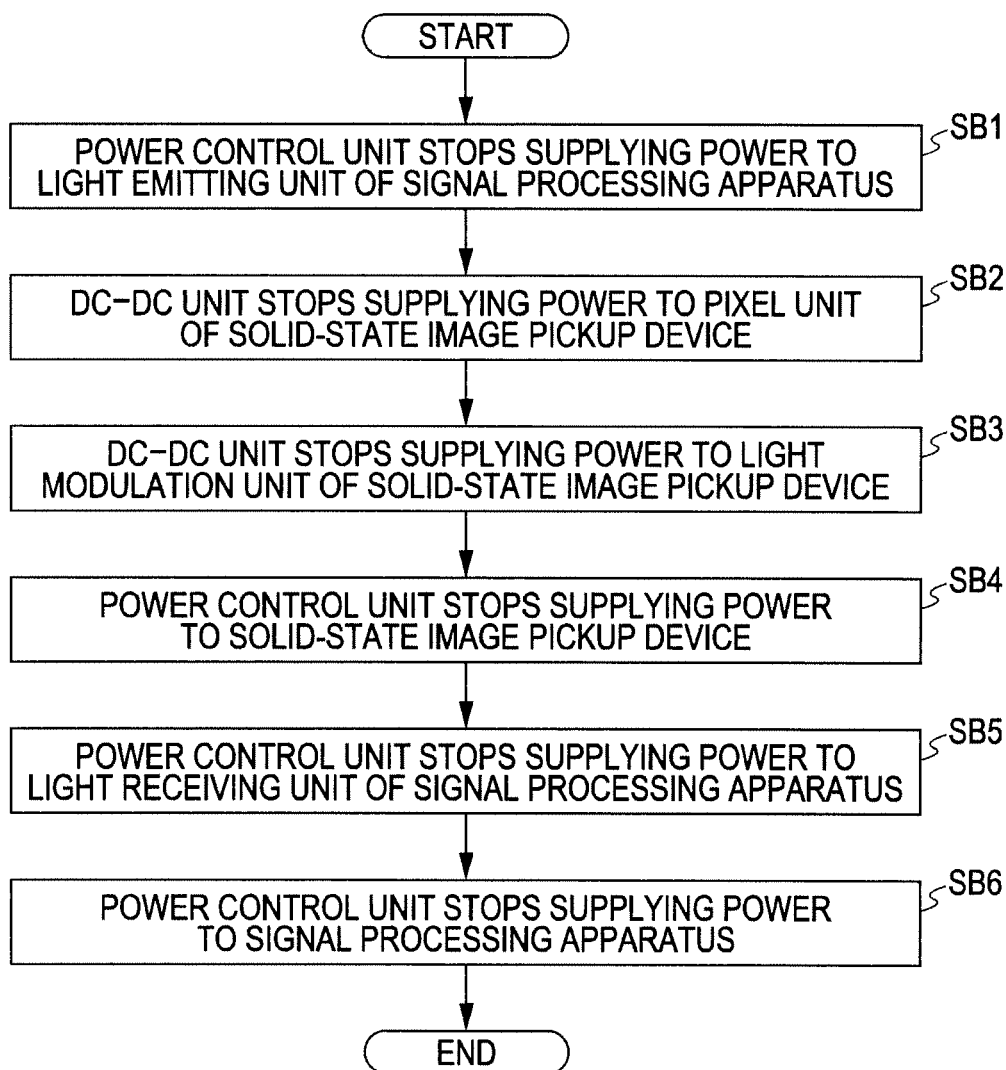 START
SB1
POWER CONTROL UNIT STOPS SUPPLYING POWER TO
LIGHT EMITTING UNIT OF SIGNAL PROCESSING APPARATUS
SB2
DC-DC UNIT STOPS SUPPLYING POWER TO PIXEL UNIT
OF SOLID-STATE IMAGE PICKUP DEVICE
SB3
DC-DC UNIT STOPS SUPPLYING POWER TO LIGHT
MODULATION UNIT OF SOLID-STATE IMAGE PICKUP DEVICE
SB4
POWER CONTROL UNIT STOPS SUPPLYING POWER
TO SOLID-STATE IMAGE PICKUP DEVICE
SB5
POWER CONTROL UNIT STOPS SUPPLYING POWER TO
LIGHT RECEIVING UNIT OF SIGNAL PROCESSING APPARATUS
SB6
POWER CONTROL UNIT STOPS SUPPLYING POWER
TO SIGNAL PROCESSING APPARATUS
END